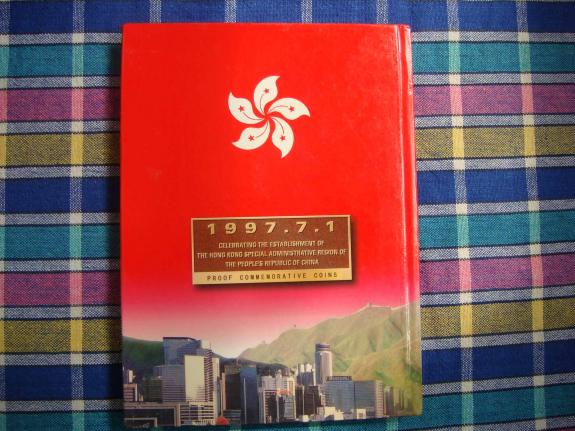 1997.7.1
CELEBRATING THE ESTABLISHMENT OF
THE HONG KONG SPECIAL ADMINISTRATIVE REGION OF
THE PEOPLE'S REPUBLIC OF CHINA
PROOF COMMEMORATIVE COINS